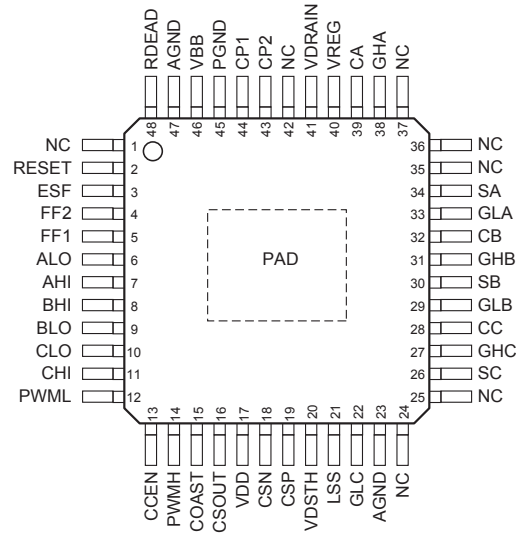 RDEAD
AGND
VBB
PGND
CP1
CP2
NC
VDRAIN
VREG
CA
GHA
NC
48 47 46 45 44 43 42 41 40 39 38 37
NC 1
RESET 2
ESF 3
FF2 4
FF1 5
ALO 6
AHI 7
BHI 8
BLO 9
CLO 10
CHI 11
PWML 12
PAD
36 NC
35 NC
34 SA
33 GLA
32 CB
31 GHB
30 SB
29 GLB
28 CC
27 GHC
26 SC
25 NC
13 14 15 16 17 18 19 20 21 22 23 24
CCEN
PWMH
COAST
CSOUT
VDD
CSN
CSP
VDSTH
LSS
GLC
AGND
NC